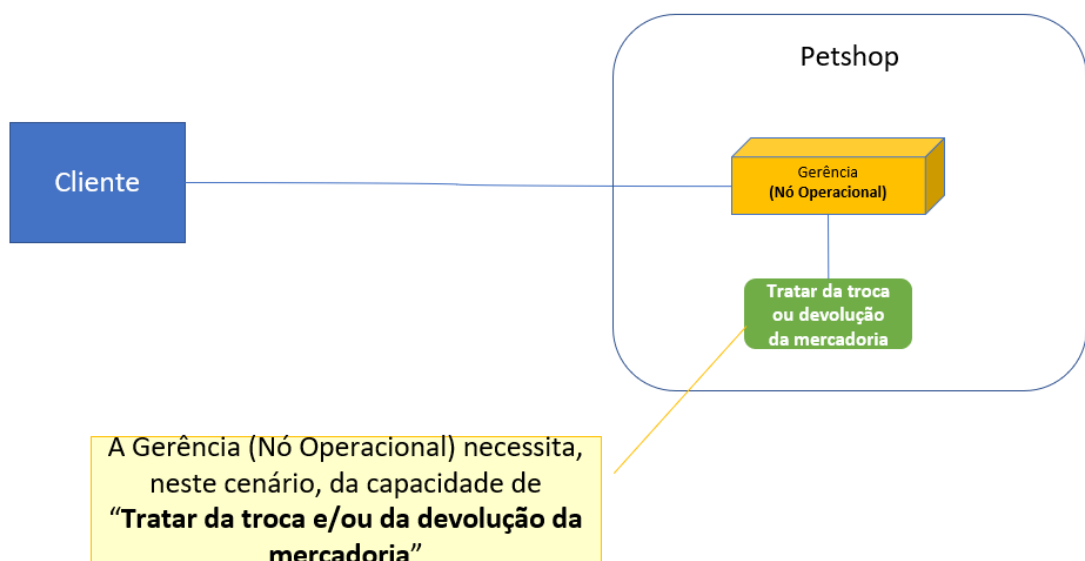 Petshop
Cliente
Gerência
(Nó Operacional)
Tratar da troca
ou devolução
da mercadoria
A Gerência (Nó Operacional) necessita,
neste cenário, da capacidade de
“Tratar da troca e/ou da devolução da
mercadoria”